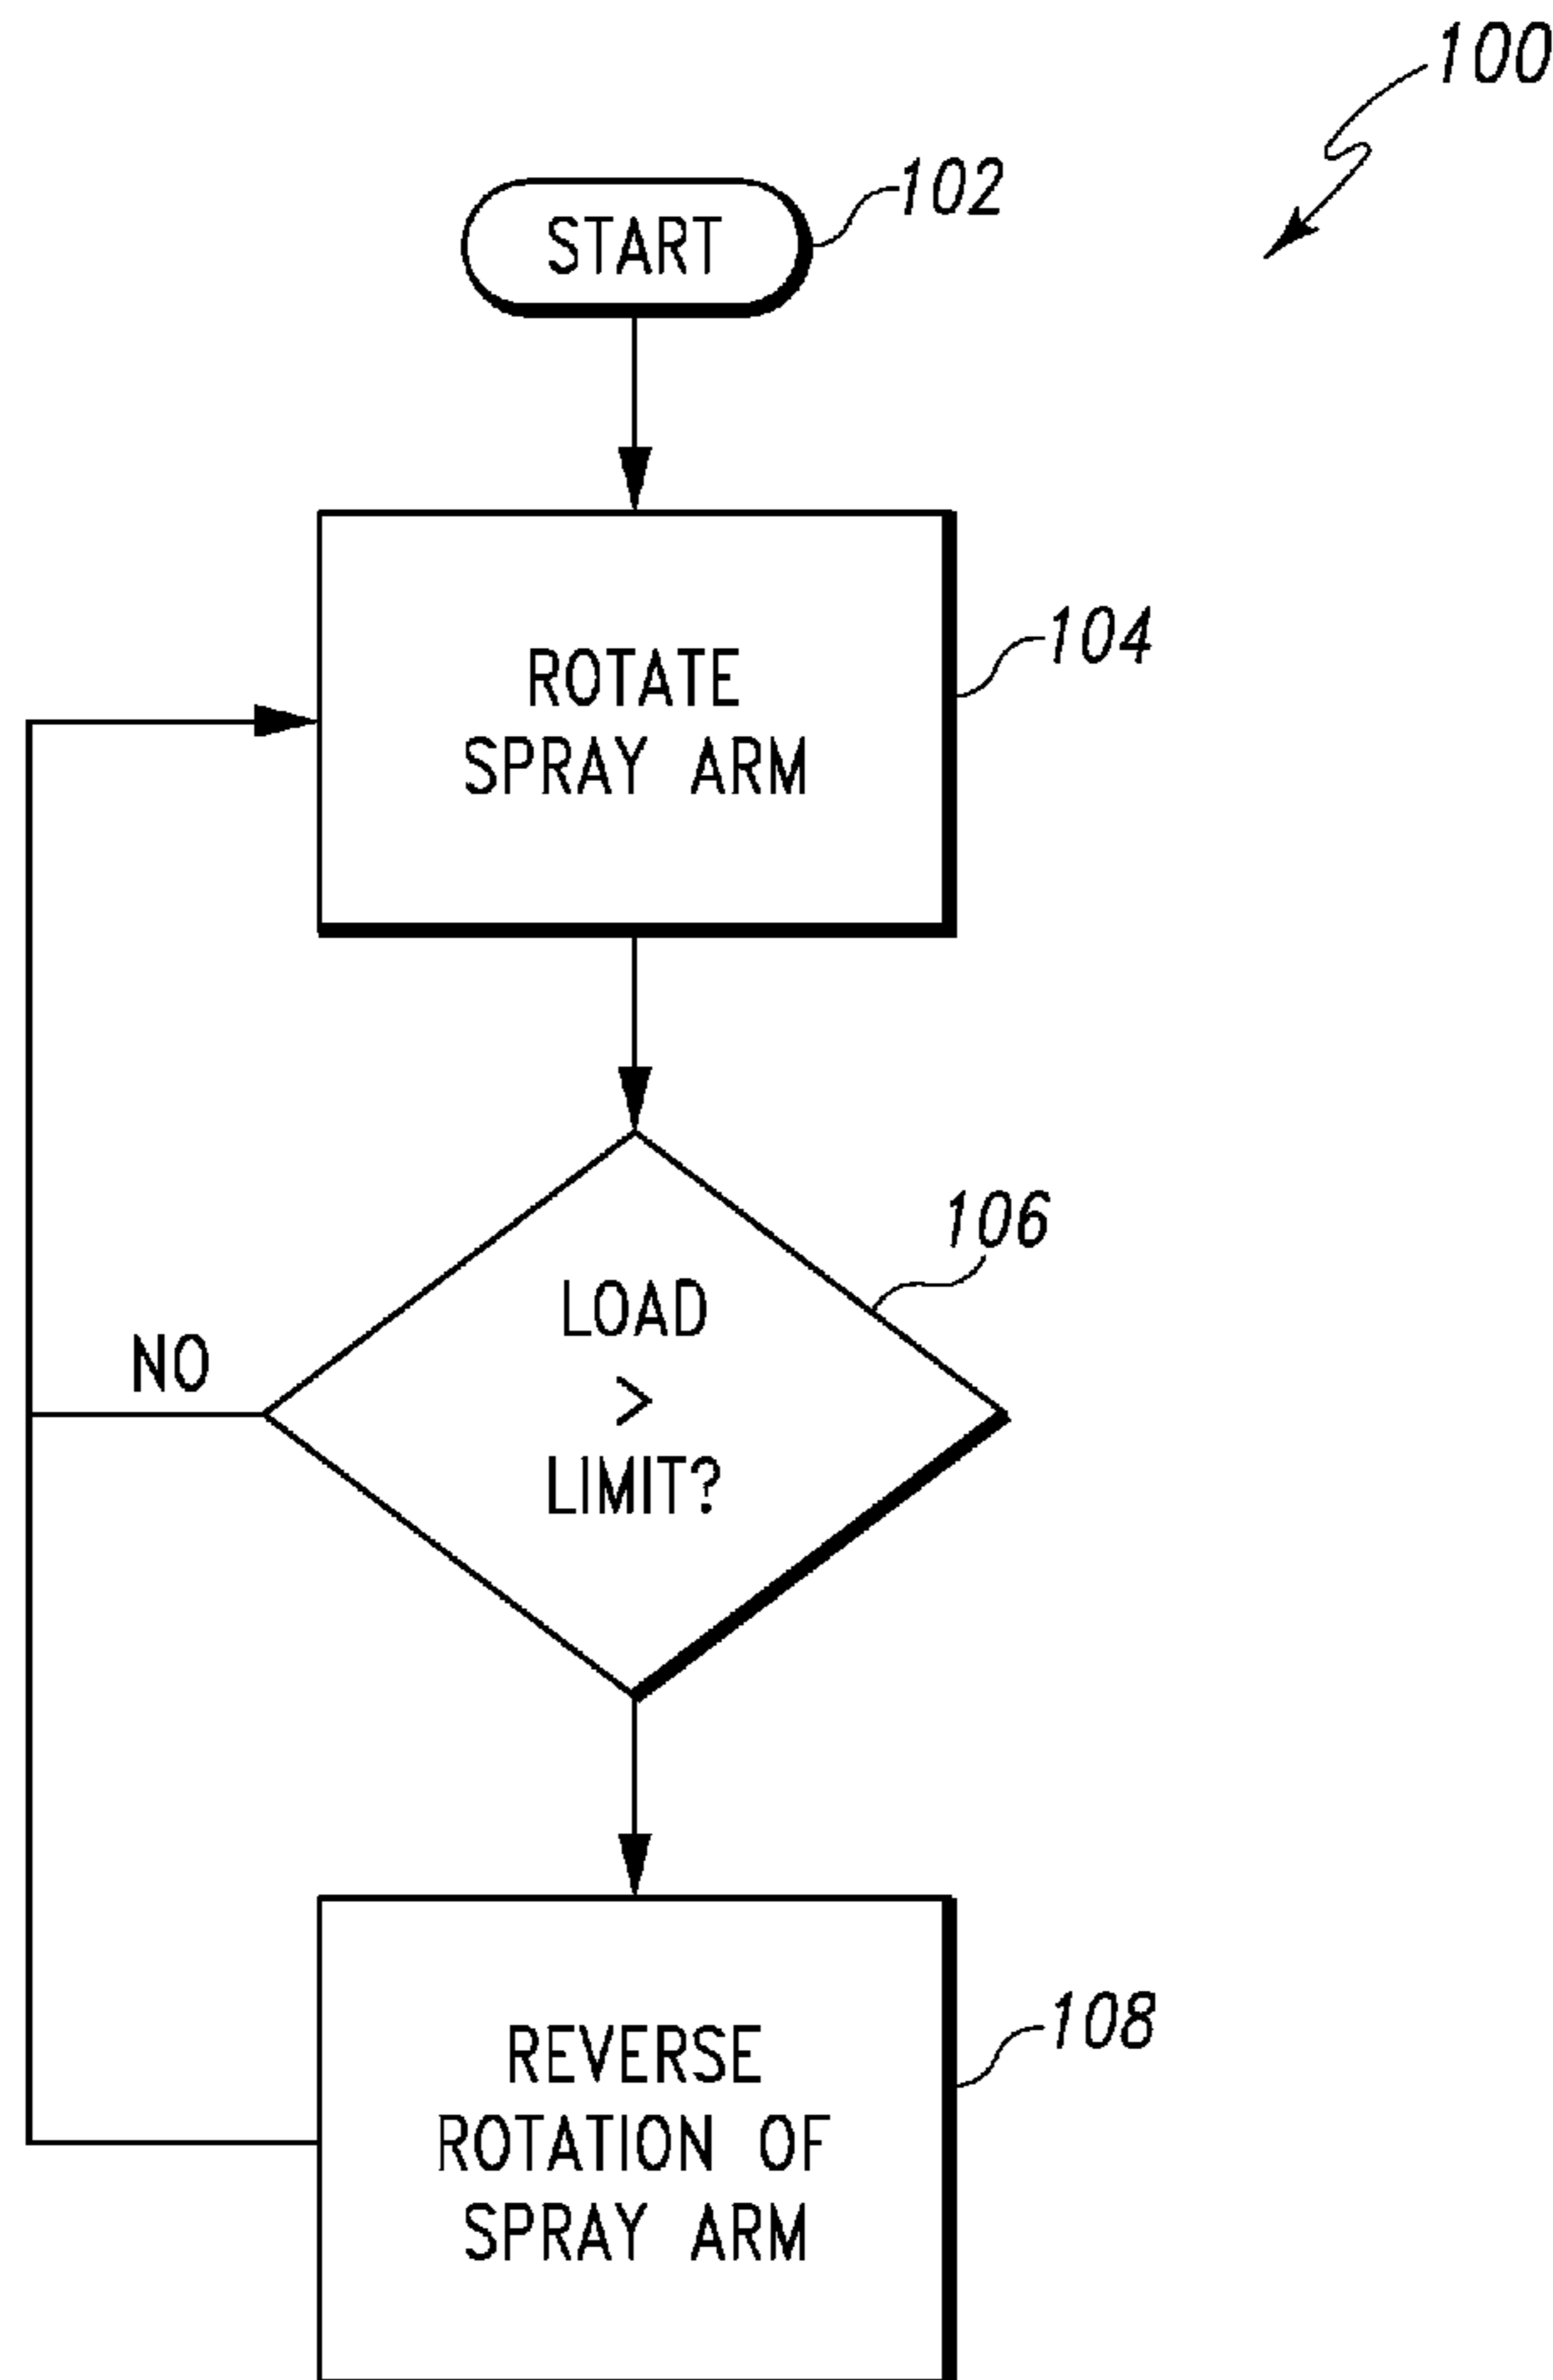 100
102
START
104
ROTATE
SPRAY ARM
106
LOAD
>
LIMIT?
NO
108
REVERSE
ROTATION OF
SPRAY ARM